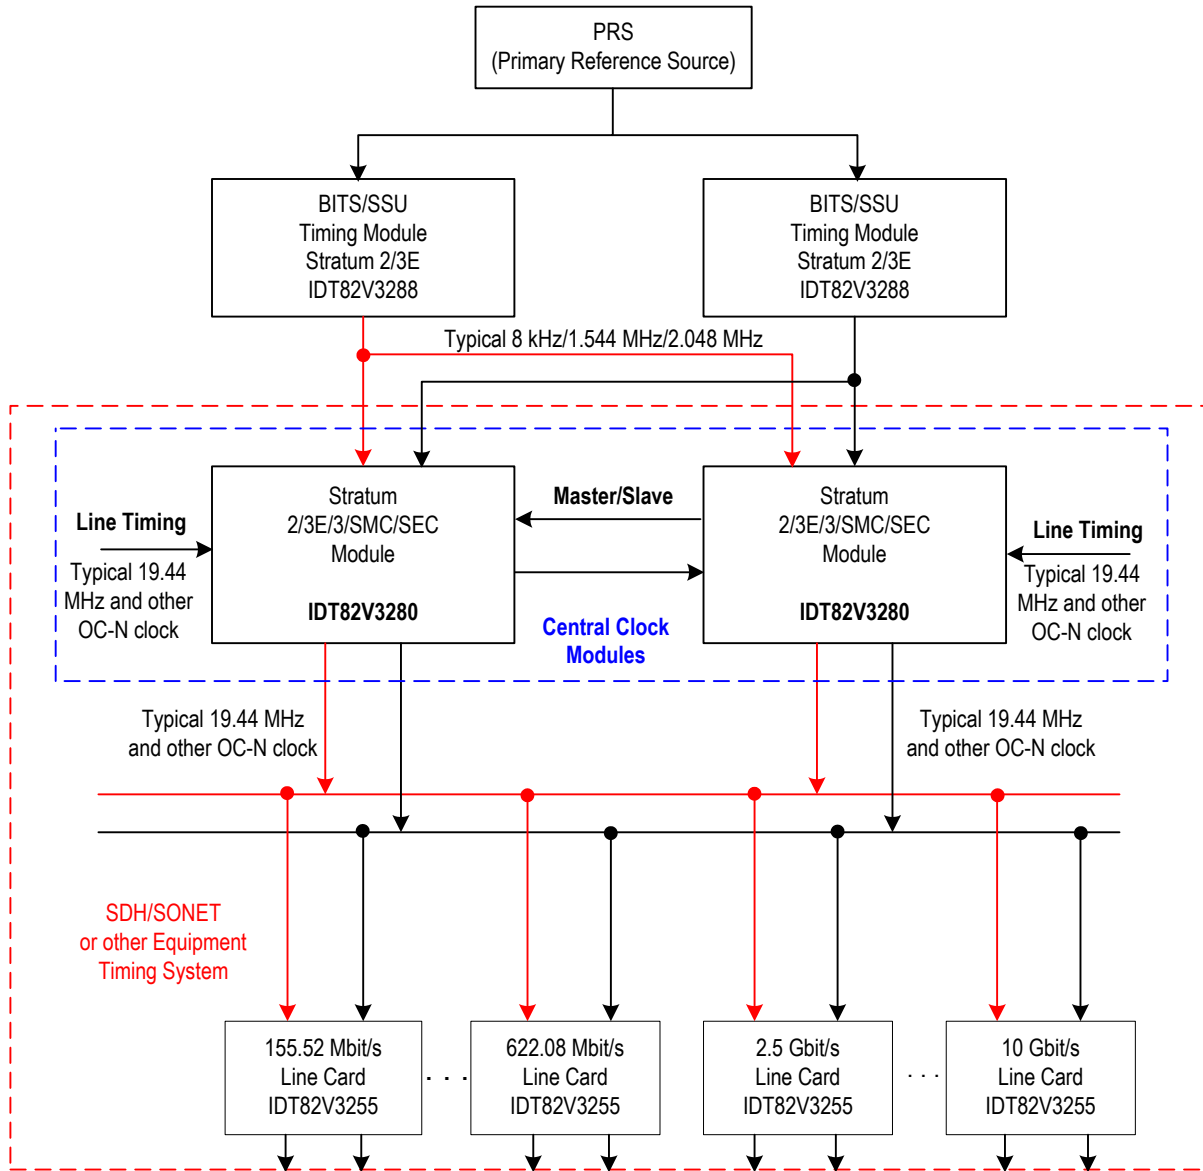 PRS
(Primary Reference Source)
BITS/SSU
Timing Module
Stratum 2/3E
IDT82V3288
BITS/SSU
Timing Module
Stratum 2/3E
IDT82V3288
Typical 8 kHz/1.544 MHz/2.048 MHz
Line Timing
Typical 19.44
MHz and other
OC-N clock
Stratum
2/3E/3/SMC/SEC
Module
IDT82V3280
Master/Slave
Central Clock
Modules
Stratum
2/3E/3/SMC/SEC
Module
IDT82V3280
Line Timing
Typical 19.44
MHz and other
OC-N clock
Typical 19.44 MHz
and other OC-N clock
Typical 19.44 MHz
and other OC-N clock
SDH/SONET
or other Equipment
Timing System
155.52 Mbit/s
Line Card
IDT82V3255
. . .
622.08 Mbit/s
Line Card
IDT82V3255
2.5 Gbit/s
Line Card
IDT82V3255
. . .
10 Gbit/s
Line Card
IDT82V3255